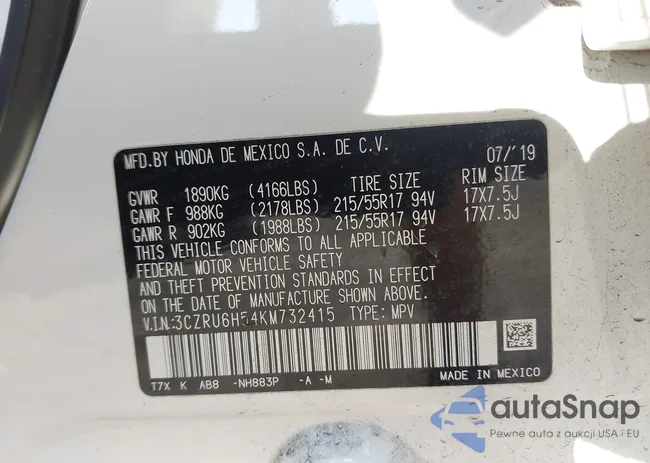 MFD.BY HONDA DE MEXICO S.A. DE C.V. 07/'19
GVWR 1890KG (4166LBS) TIRE SIZE RIM SIZE
GAWR F 988KG (2178LBS) 215/55R17 94V 17X7.5J
GAWR R 902KG (1988LBS) 215/55R17 94V 17X7.5J
THIS VEHICLE CONFORMS TO ALL APPLICABLE
FEDERAL MOTOR VEHICLE SAFETY
AND THEFT PREVENTION STANDARDS IN EFFECT
ON THE DATE OF MANUFACTURE SHOWN ABOVE.
V.I.N.:3CZRU6H54KM732415 TYPE: MPV
T7X K AB8 -NH883P -A -M MADE IN MEXICO
autaSnap
Pewne auta z aukcji USA i EU